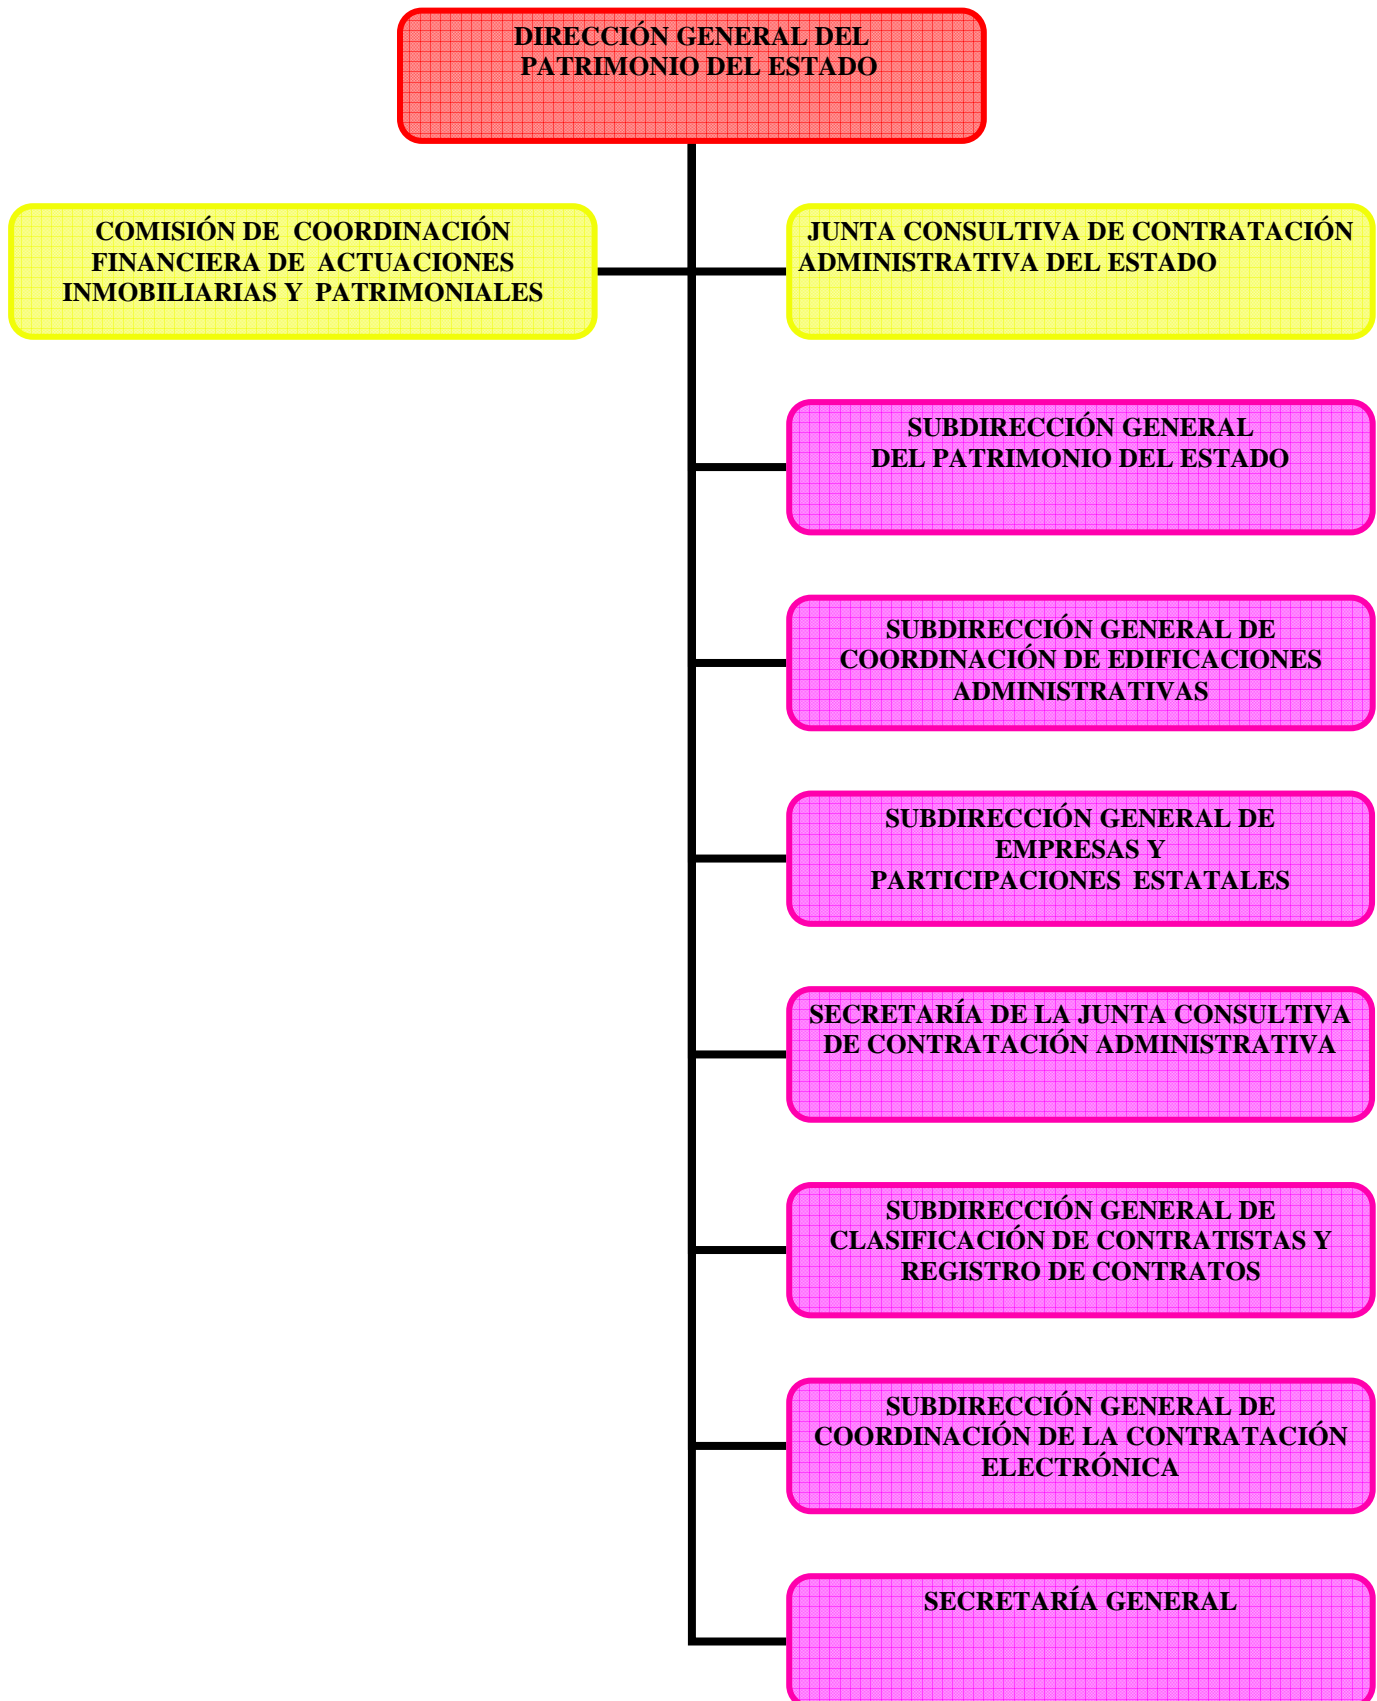 DIRECCIÓN GENERAL DEL
PATRIMONIO DEL ESTADO
COMISIÓN DE COORDINACIÓN
FINANCIERA DE ACTUACIONES
INMOBILIARIAS Y PATRIMONIALES
JUNTA CONSULTIVA DE CONTRATACIÓN
ADMINISTRATIVA DEL ESTADO
SUBDIRECCIÓN GENERAL
DEL PATRIMONIO DEL ESTADO
SUBDIRECCIÓN GENERAL DE
COORDINACIÓN DE EDIFICACIONES
ADMINISTRATIVAS
SUBDIRECCIÓN GENERAL DE
EMPRESAS Y
PARTICIPACIONES ESTATALES
SECRETARÍA DE LA JUNTA CONSULTIVA
DE CONTRATACIÓN ADMINISTRATIVA
SUBDIRECCIÓN GENERAL DE
CLASIFICACIÓN DE CONTRATISTAS Y
REGISTRO DE CONTRATOS
SUBDIRECCIÓN GENERAL DE
COORDINACIÓN DE LA CONTRATACIÓN
ELECTRÓNICA
SECRETARÍA GENERAL